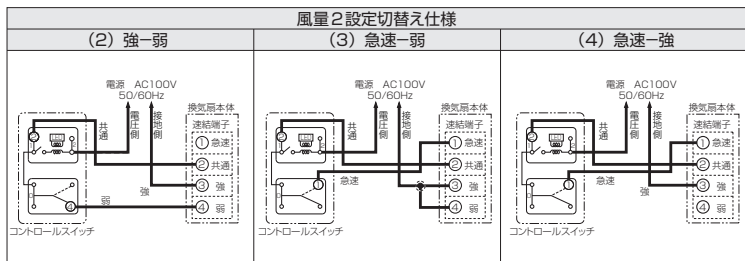 風量2設定切替え仕様
(2) 強−弱
(3) 急速−弱
(4) 急速−強
電源 AC100V
50/60Hz
電圧側
接地側
共通
換気扇本体
速結端子
① 急速
② 共通
③ 強
④ 弱
強
弱
④
コントロールスイッチ
電源 AC100V
50/60Hz
電圧側
接地側
共通
換気扇本体
速結端子
① 急速
② 共通
③ 強
④ 弱
急速
①
コントロールスイッチ
電源 AC100V
50/60Hz
電圧側
接地側
共通
換気扇本体
速結端子
① 急速
② 共通
③ 強
④ 弱
急速
強
①
コントロールスイッチ